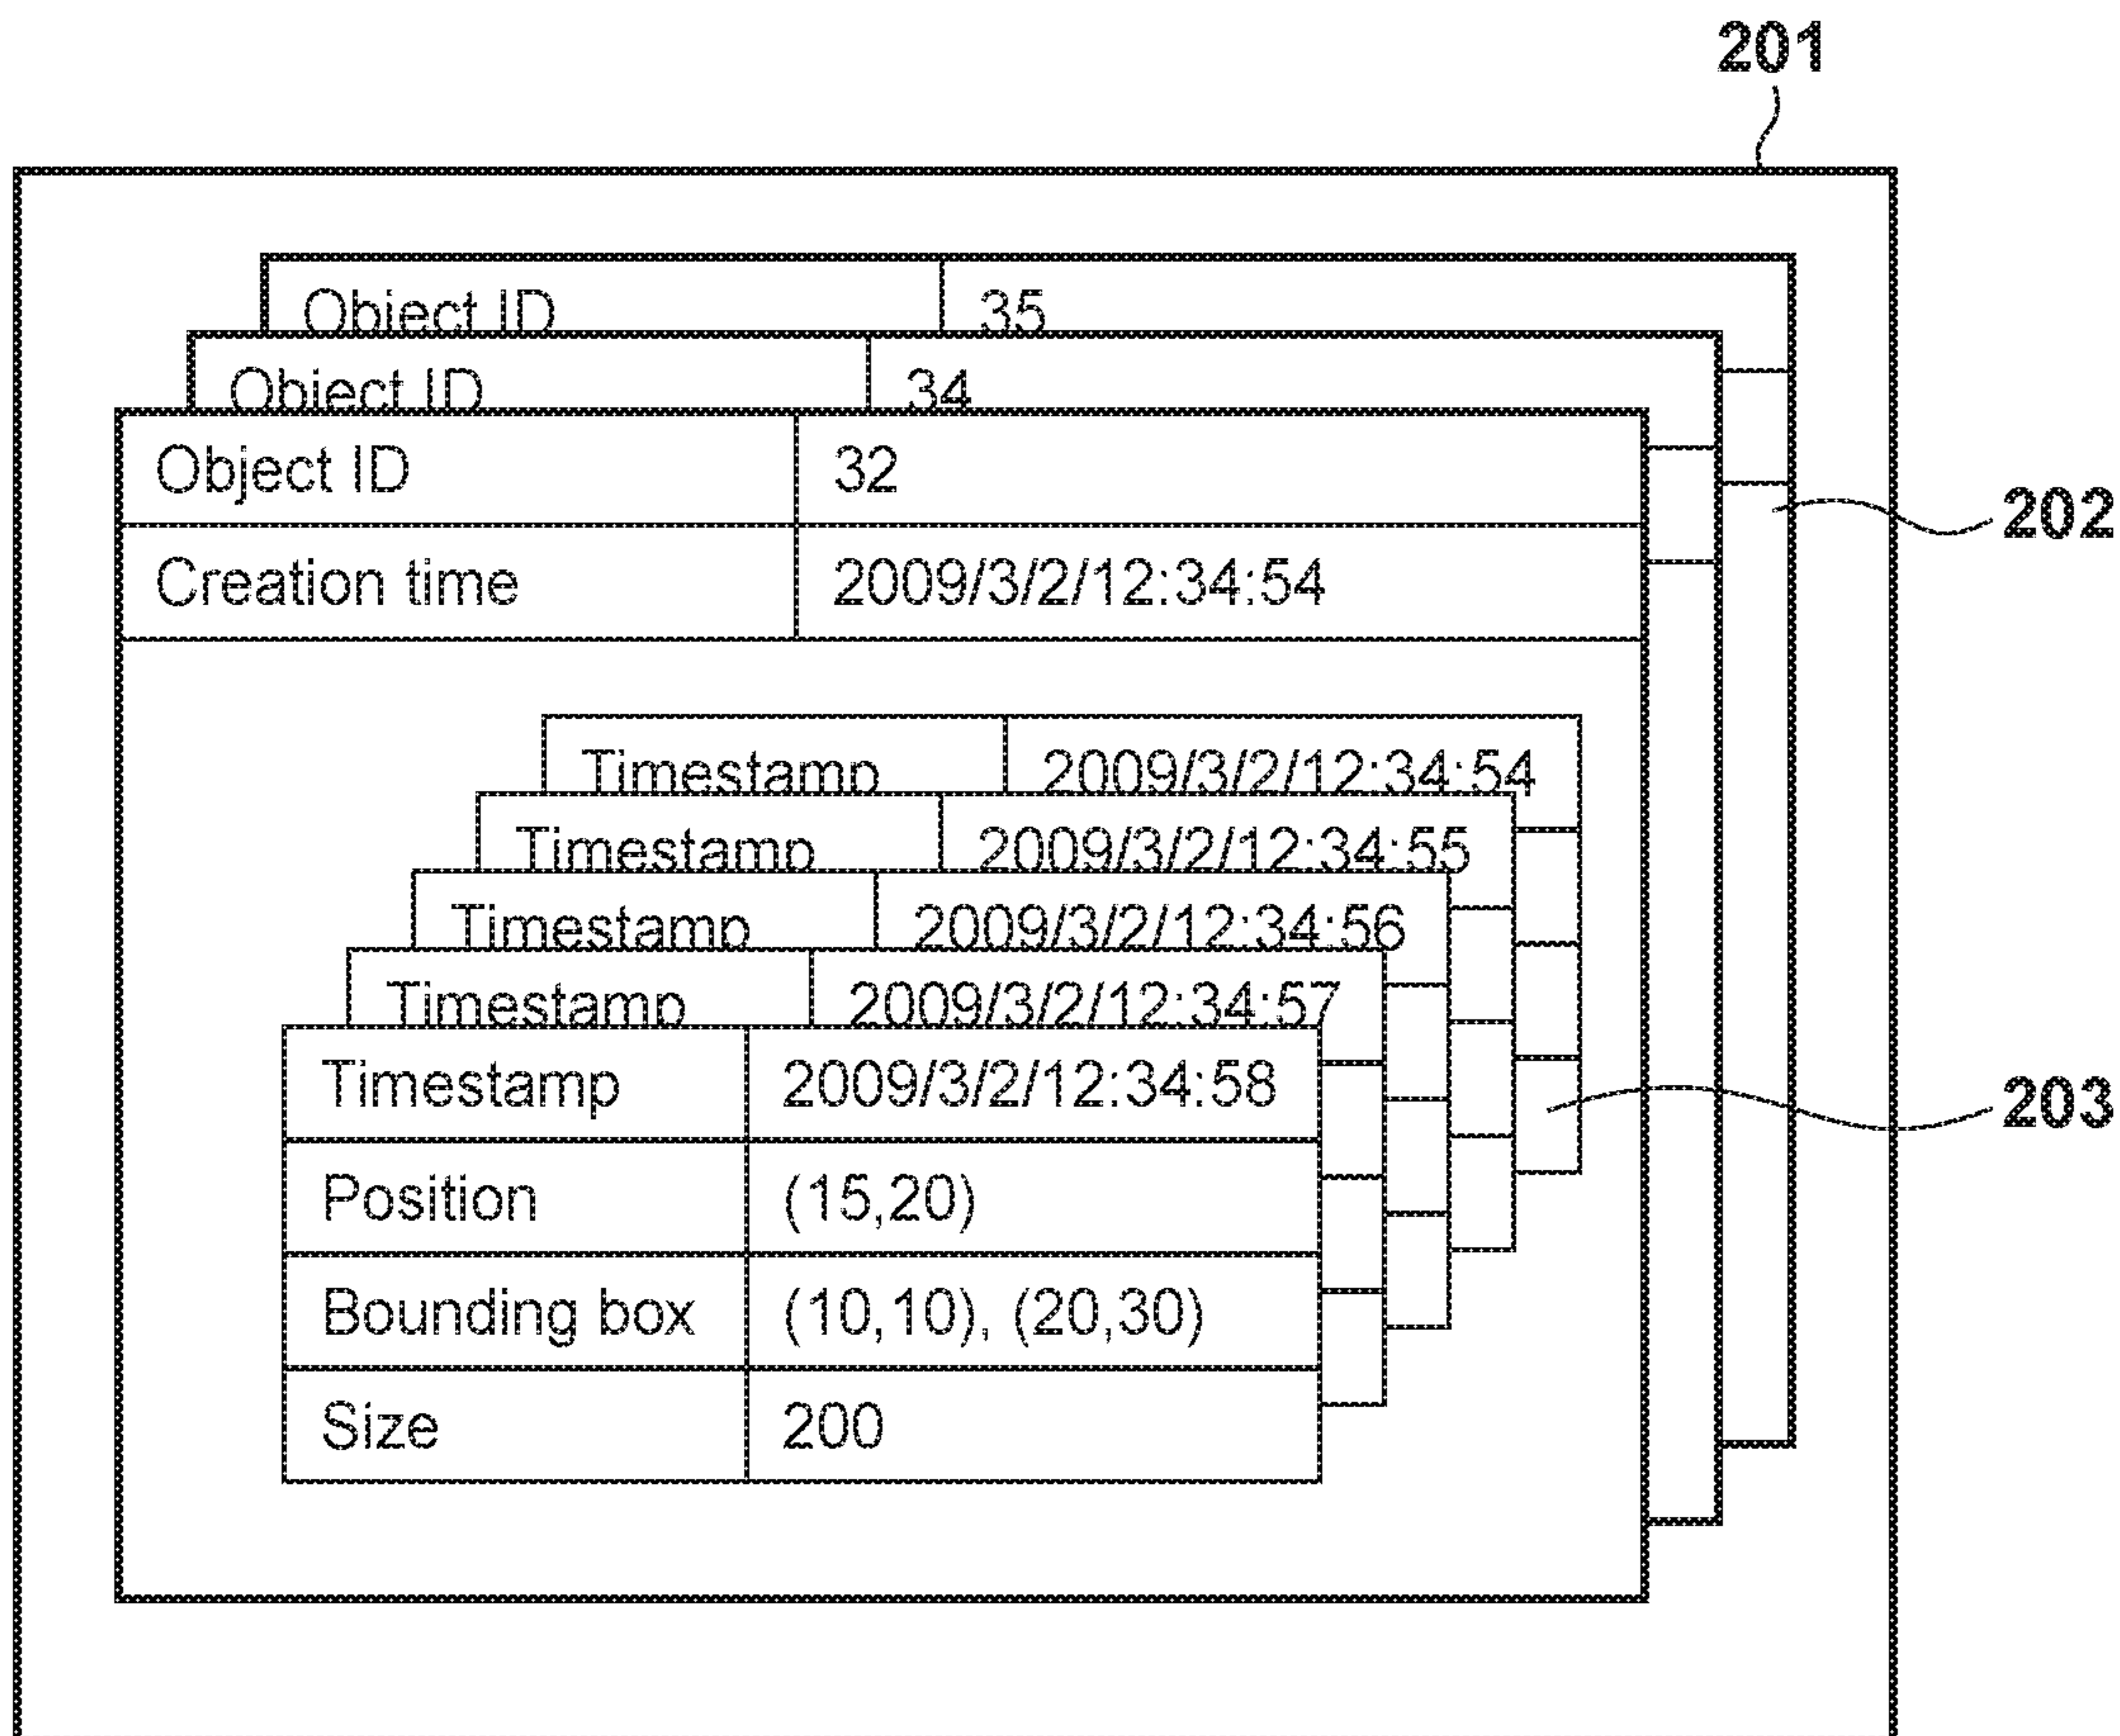 201
Object ID 35
Object ID 34
Object ID 32
202
Creation time 2009/3/2/12:34:54
Timestamp 2009/3/2/12:34:54
Timestamp 2009/3/2/12:34:55
Timestamp 2009/3/2/12:34:56
Timestamp 2009/3/2/12:34:57
Timestamp 2009/3/2/12:34:58
203
Position (15,20)
Bounding box (10,10), (20,30)
Size 200